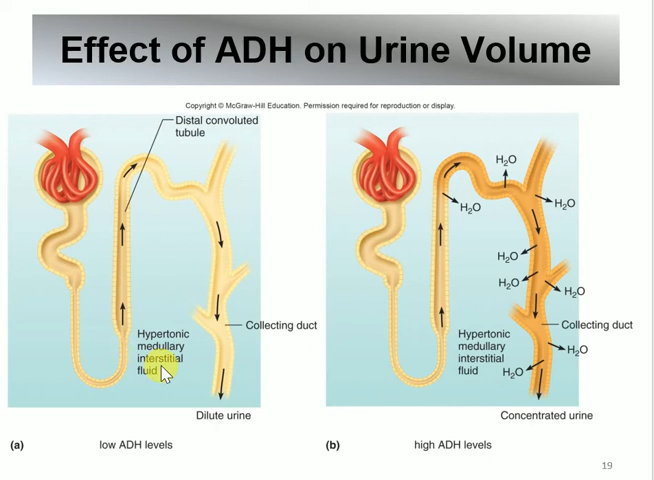 Effect of ADH on Urine Volume
Copyright © McGraw-Hill Education. Permission required for reproduction or display.
Distal convoluted
tubule
Hypertonic
medullary
interstitial
fluid
Collecting duct
Dilute urine
(a)
low ADH levels
H2O
H2O
H2O
H2O
H2O
H2O
Collecting duct
Hypertonic
medullary
interstitial
fluid
H2O
H2O
Concentrated urine
(b)
high ADH levels
19